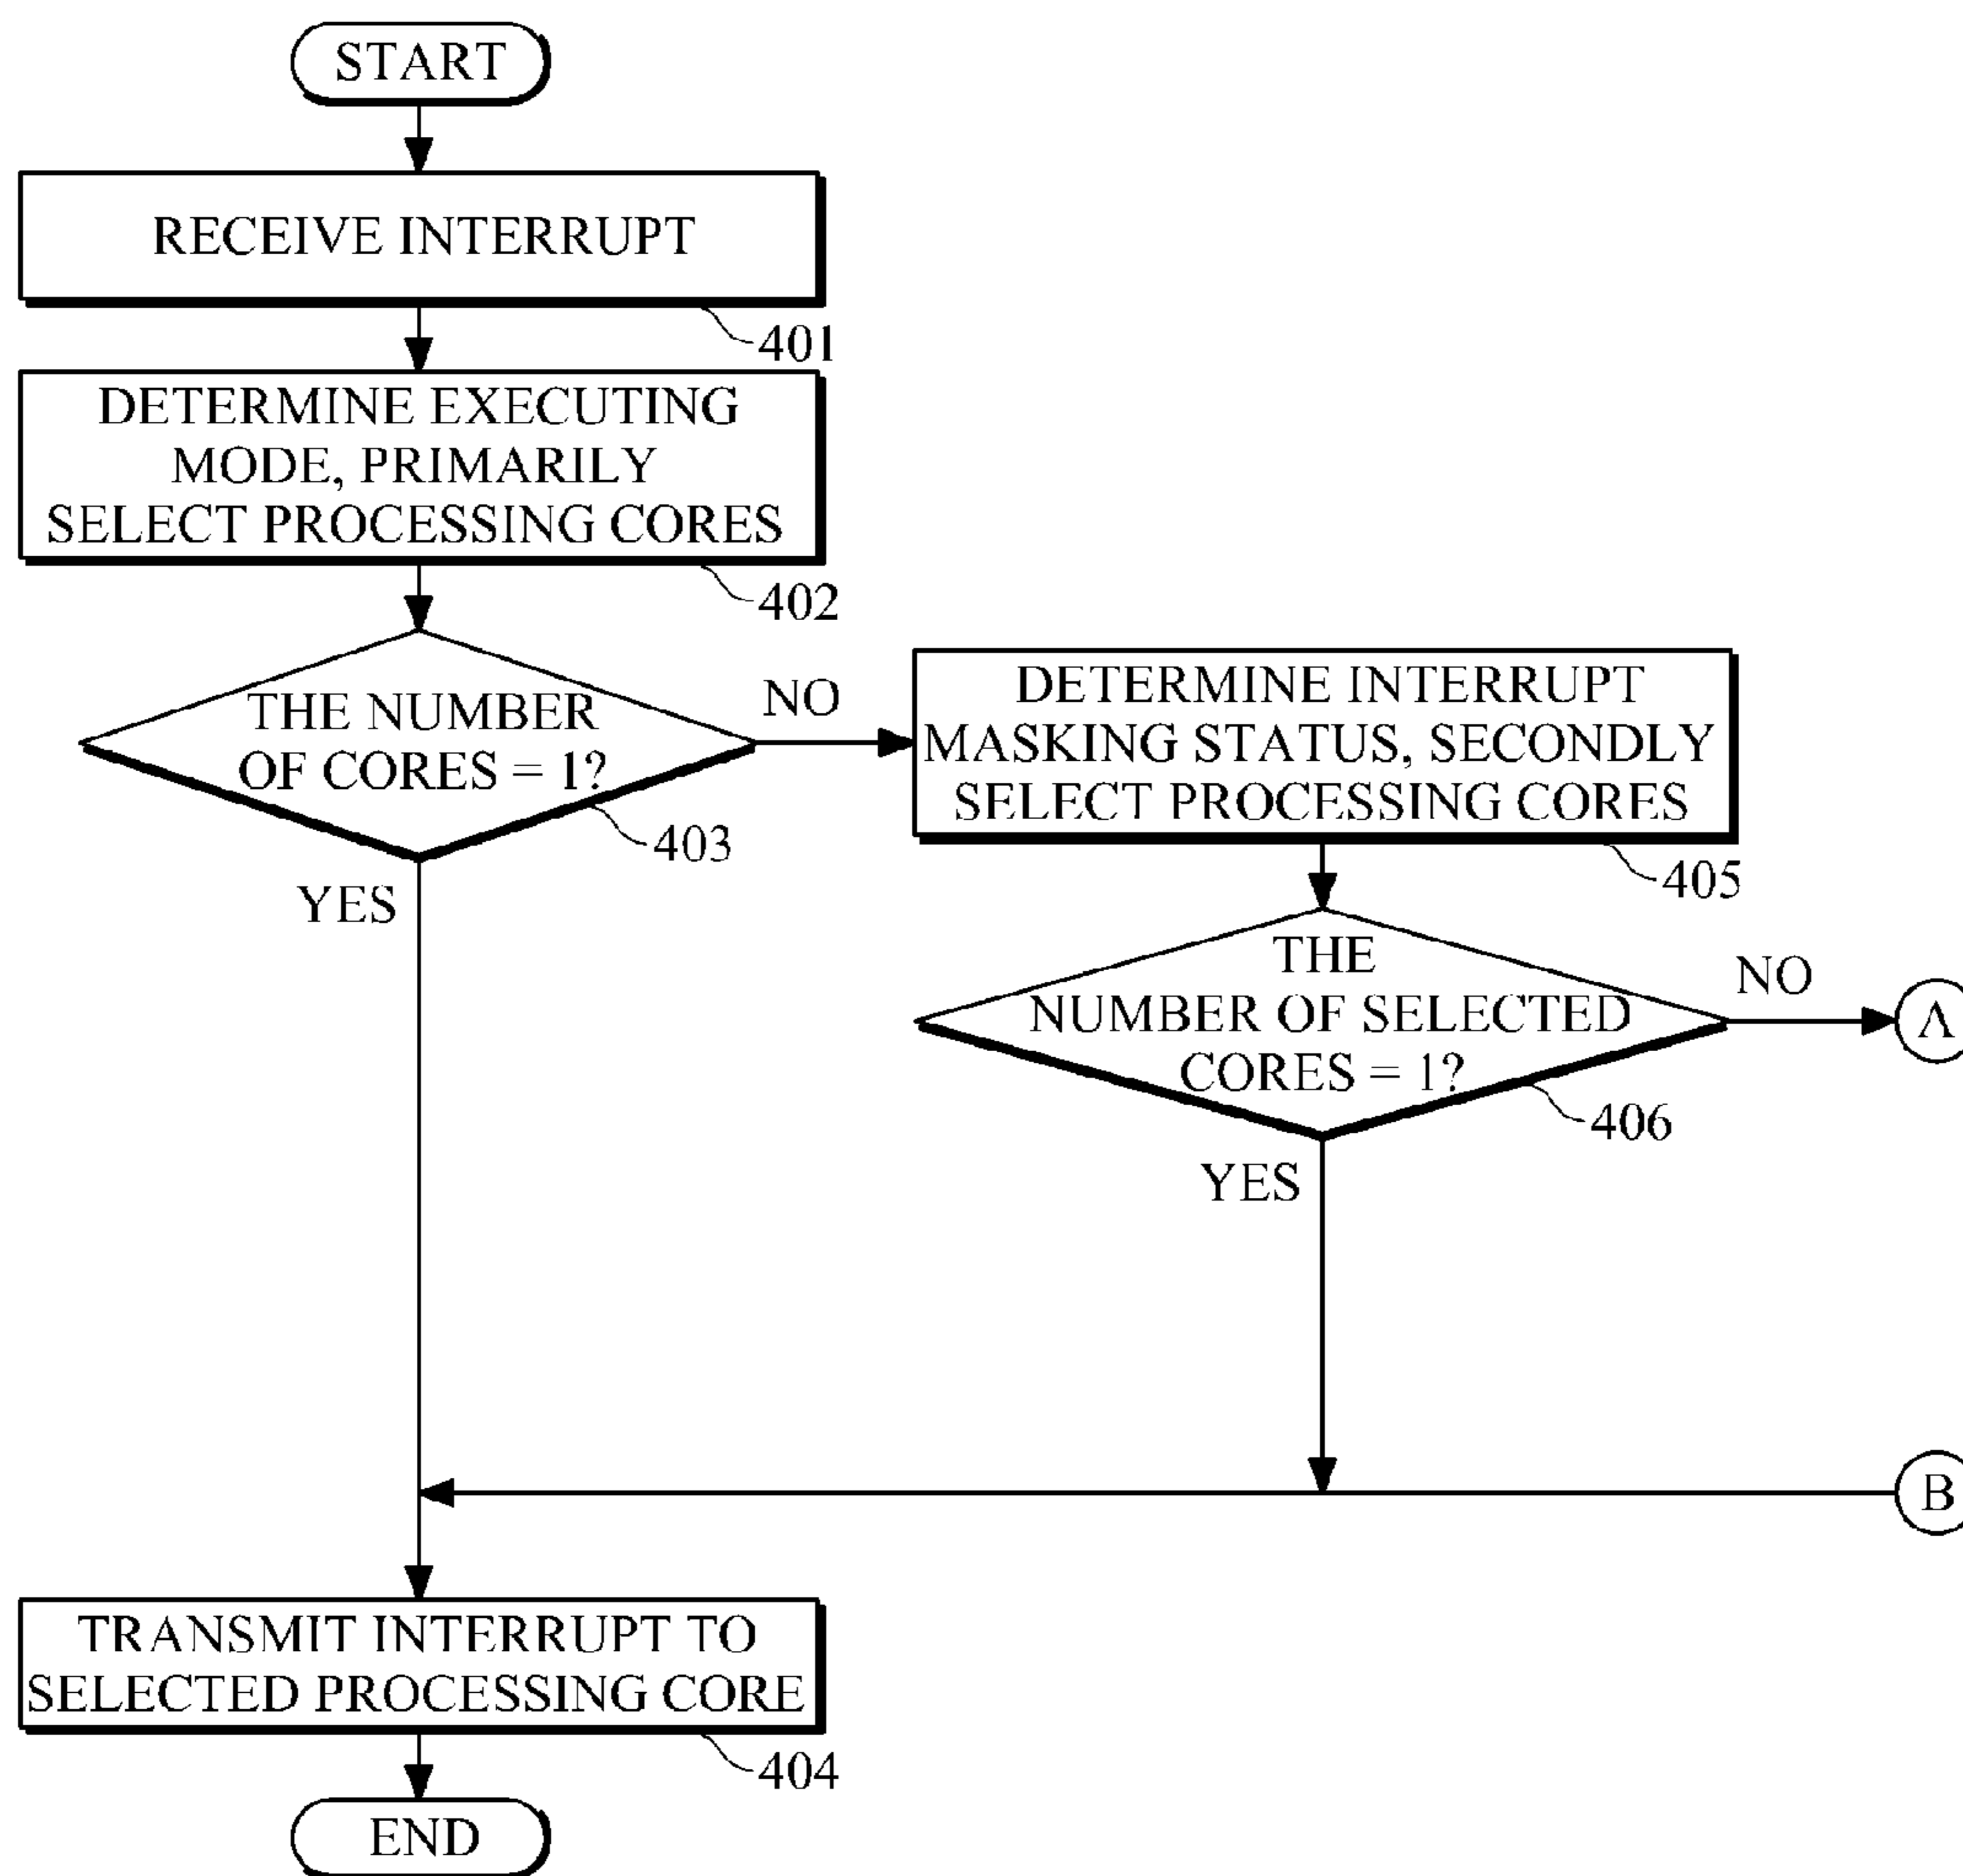 START
RECEIVE INTERRUPT
401
DETERMINE EXECUTING
MODE, PRIMARILY
SELECT PROCESSING CORES
402
THE NUMBER
OF CORES = 1?
403
NO
YES
DETERMINE INTERRUPT
MASKING STATUS, SECONDLY
SELECT PROCESSING CORES
405
THE
NUMBER OF SELECTED
CORES = 1?
406
NO
A
YES
B
TRANSMIT INTERRUPT TO
SELECTED PROCESSING CORE
404
END